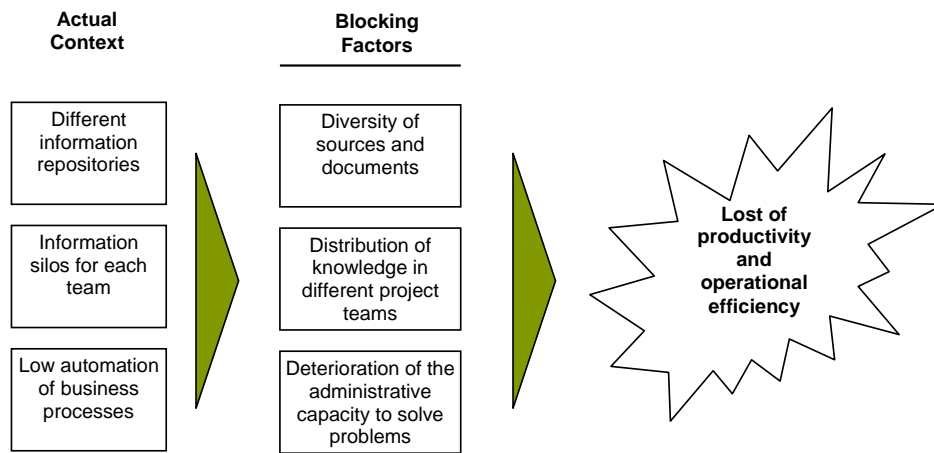 Actual
Context
Blocking
Factors
Different
information
repositories
Information
silos for each
team
Low automation
of business
processes
Diversity of
sources and
documents
Distribution of
knowledge in
different project
teams
Deterioration of the
administrative
capacity to solve
problems
Lost of
productivity
and
operational
efficiency